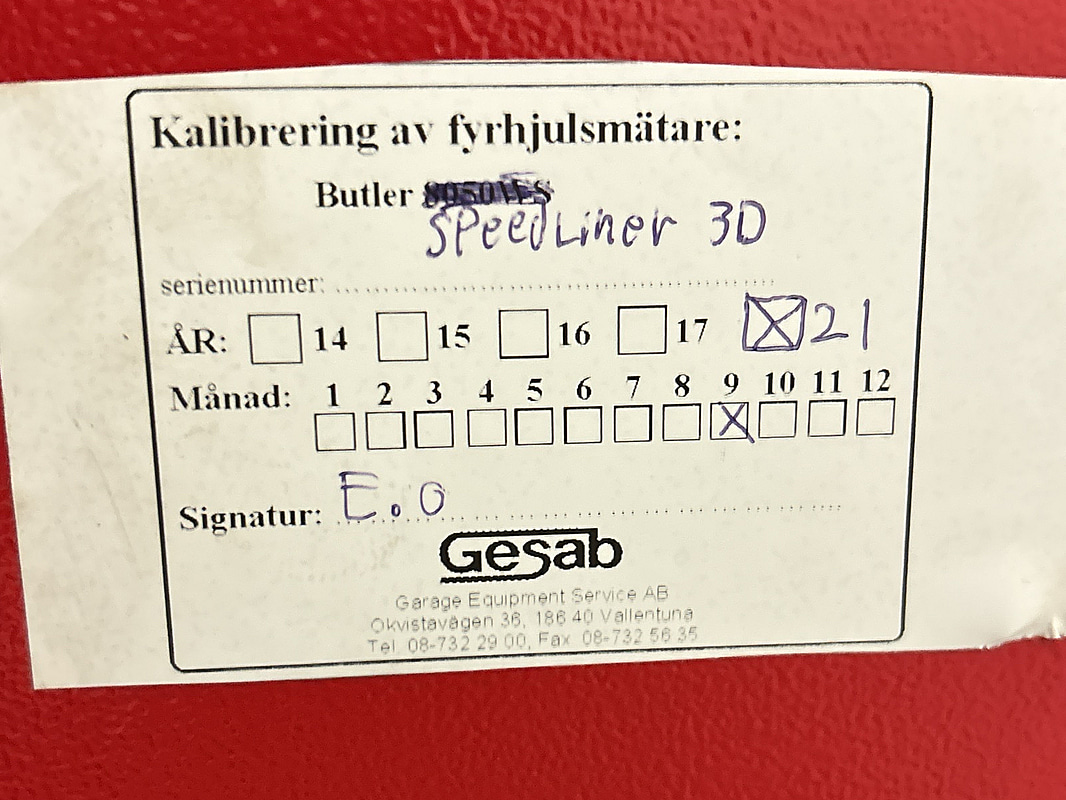 Kalibrering av fyrhjulsmätare:
Butler
SPeedLiner 3D
serienummer:
ÅR: 14 15 16 17 X 21
Månad: 1 2 3 4 5 6 7 8 9 10 11 12
X
Signatur: E.O
Gesab
Garage Equipment Service AB
Okvistavägen 36, 186 40 Vallentuna
Tel. 08-732 29 00, Fax. 08-732 56 35